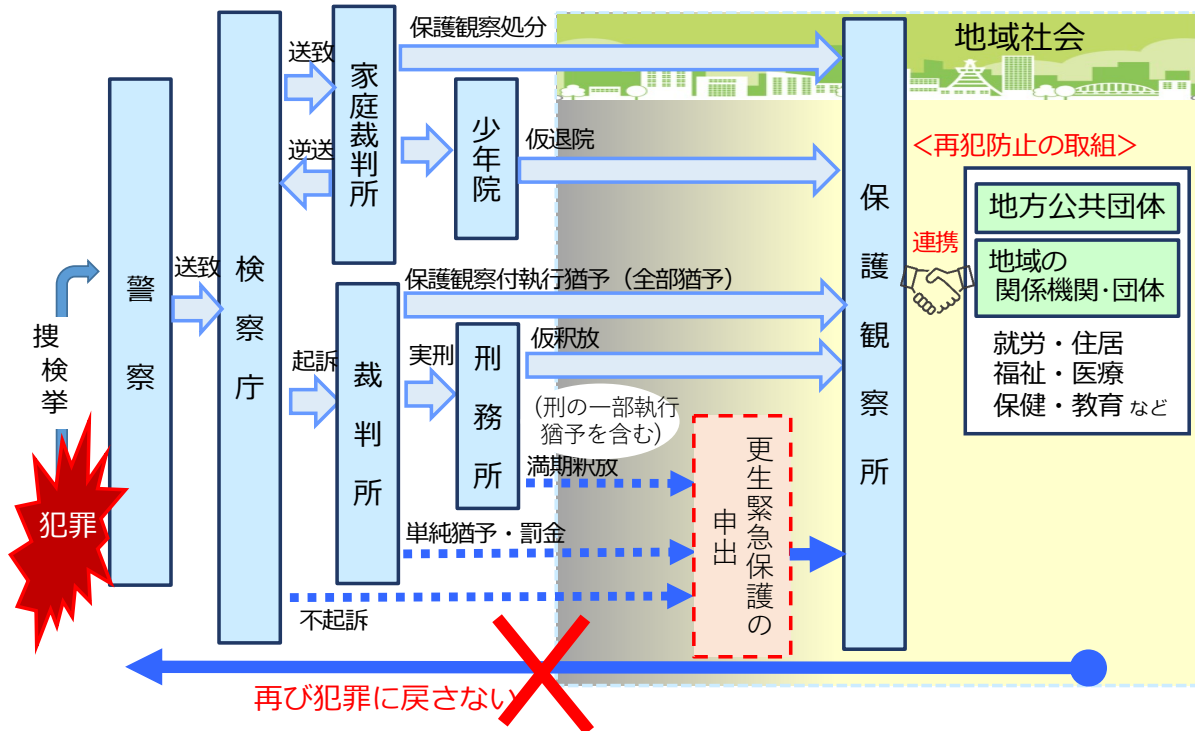 犯罪
捜検挙
警察
送致
検察庁
送致
逆送
家庭裁判所
保護観察処分
少年院
仮退院
起訴
裁判所
保護観察付執行猶予（全部猶予）
実刑
刑務所
仮釈放
(刑の一部執行
猶予を含む)
満期釈放
単純猶予・罰金
不起訴
更生緊急保護の
申出
保護観察所
地域社会
＜再犯防止の取組＞
連携
地方公共団体
地域の
関係機関・団体
就労・住居
福祉・医療
保健・教育 など
再び犯罪に戻さない